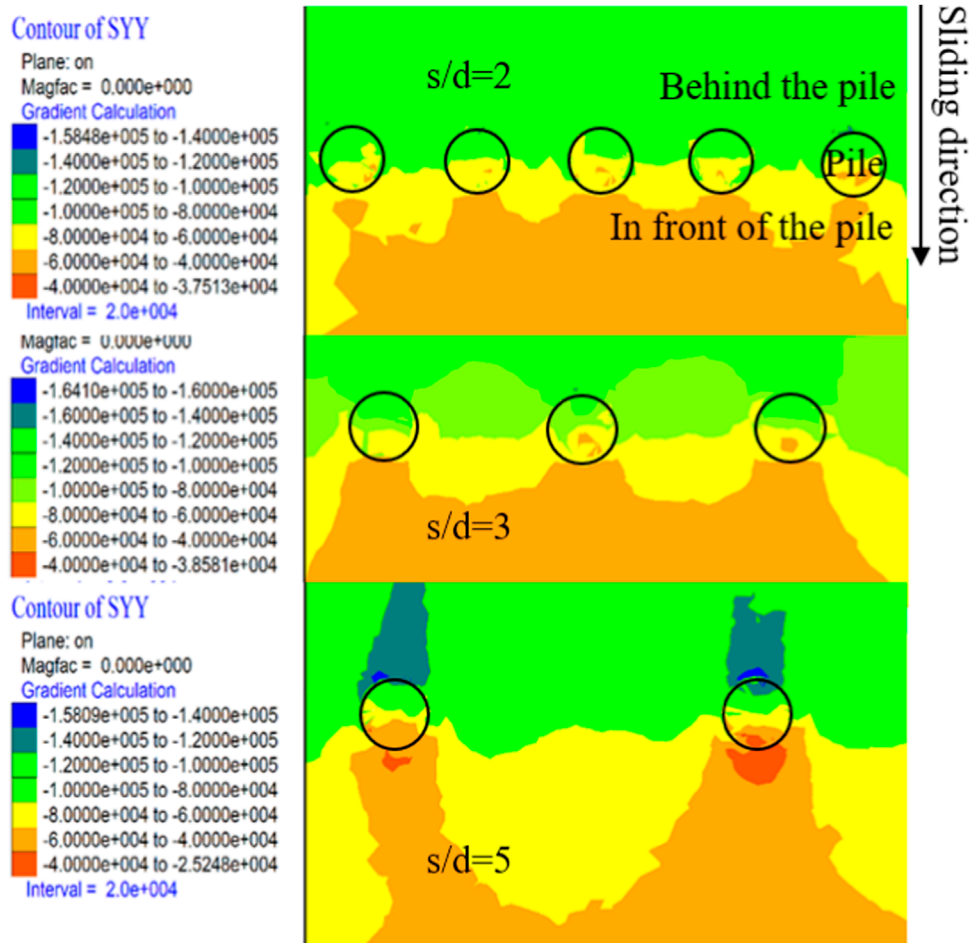 Contour of SYY
Plane: on
Magfac = 0.000e+000
Gradient Calculation
-1.5848e+005 to -1.4000e+005
-1.4000e+005 to -1.2000e+005
-1.2000e+005 to -1.0000e+005
-1.0000e+005 to -8.0000e+004
-8.0000e+004 to -6.0000e+004
-6.0000e+004 to -4.0000e+004
-4.0000e+004 to -3.7513e+004
Interval = 2.0e+004
s/d=2
Behind the pile
Pile
In front of the pile
Sliding direction
Magfac = 0.000e+000
Gradient Calculation
-1.6410e+005 to -1.6000e+005
-1.6000e+005 to -1.4000e+005
-1.4000e+005 to -1.2000e+005
-1.2000e+005 to -1.0000e+005
-1.0000e+005 to -8.0000e+004
-8.0000e+004 to -6.0000e+004
-6.0000e+004 to -4.0000e+004
-4.0000e+004 to -3.8581e+004
s/d=3
Contour of SYY
Plane: on
Magfac = 0.000e+000
Gradient Calculation
-1.5809e+005 to -1.4000e+005
-1.4000e+005 to -1.2000e+005
-1.2000e+005 to -1.0000e+005
-1.0000e+005 to -8.0000e+004
-8.0000e+004 to -6.0000e+004
-6.0000e+004 to -4.0000e+004
-4.0000e+004 to -2.5248e+004
Interval = 2.0e+004
s/d=5